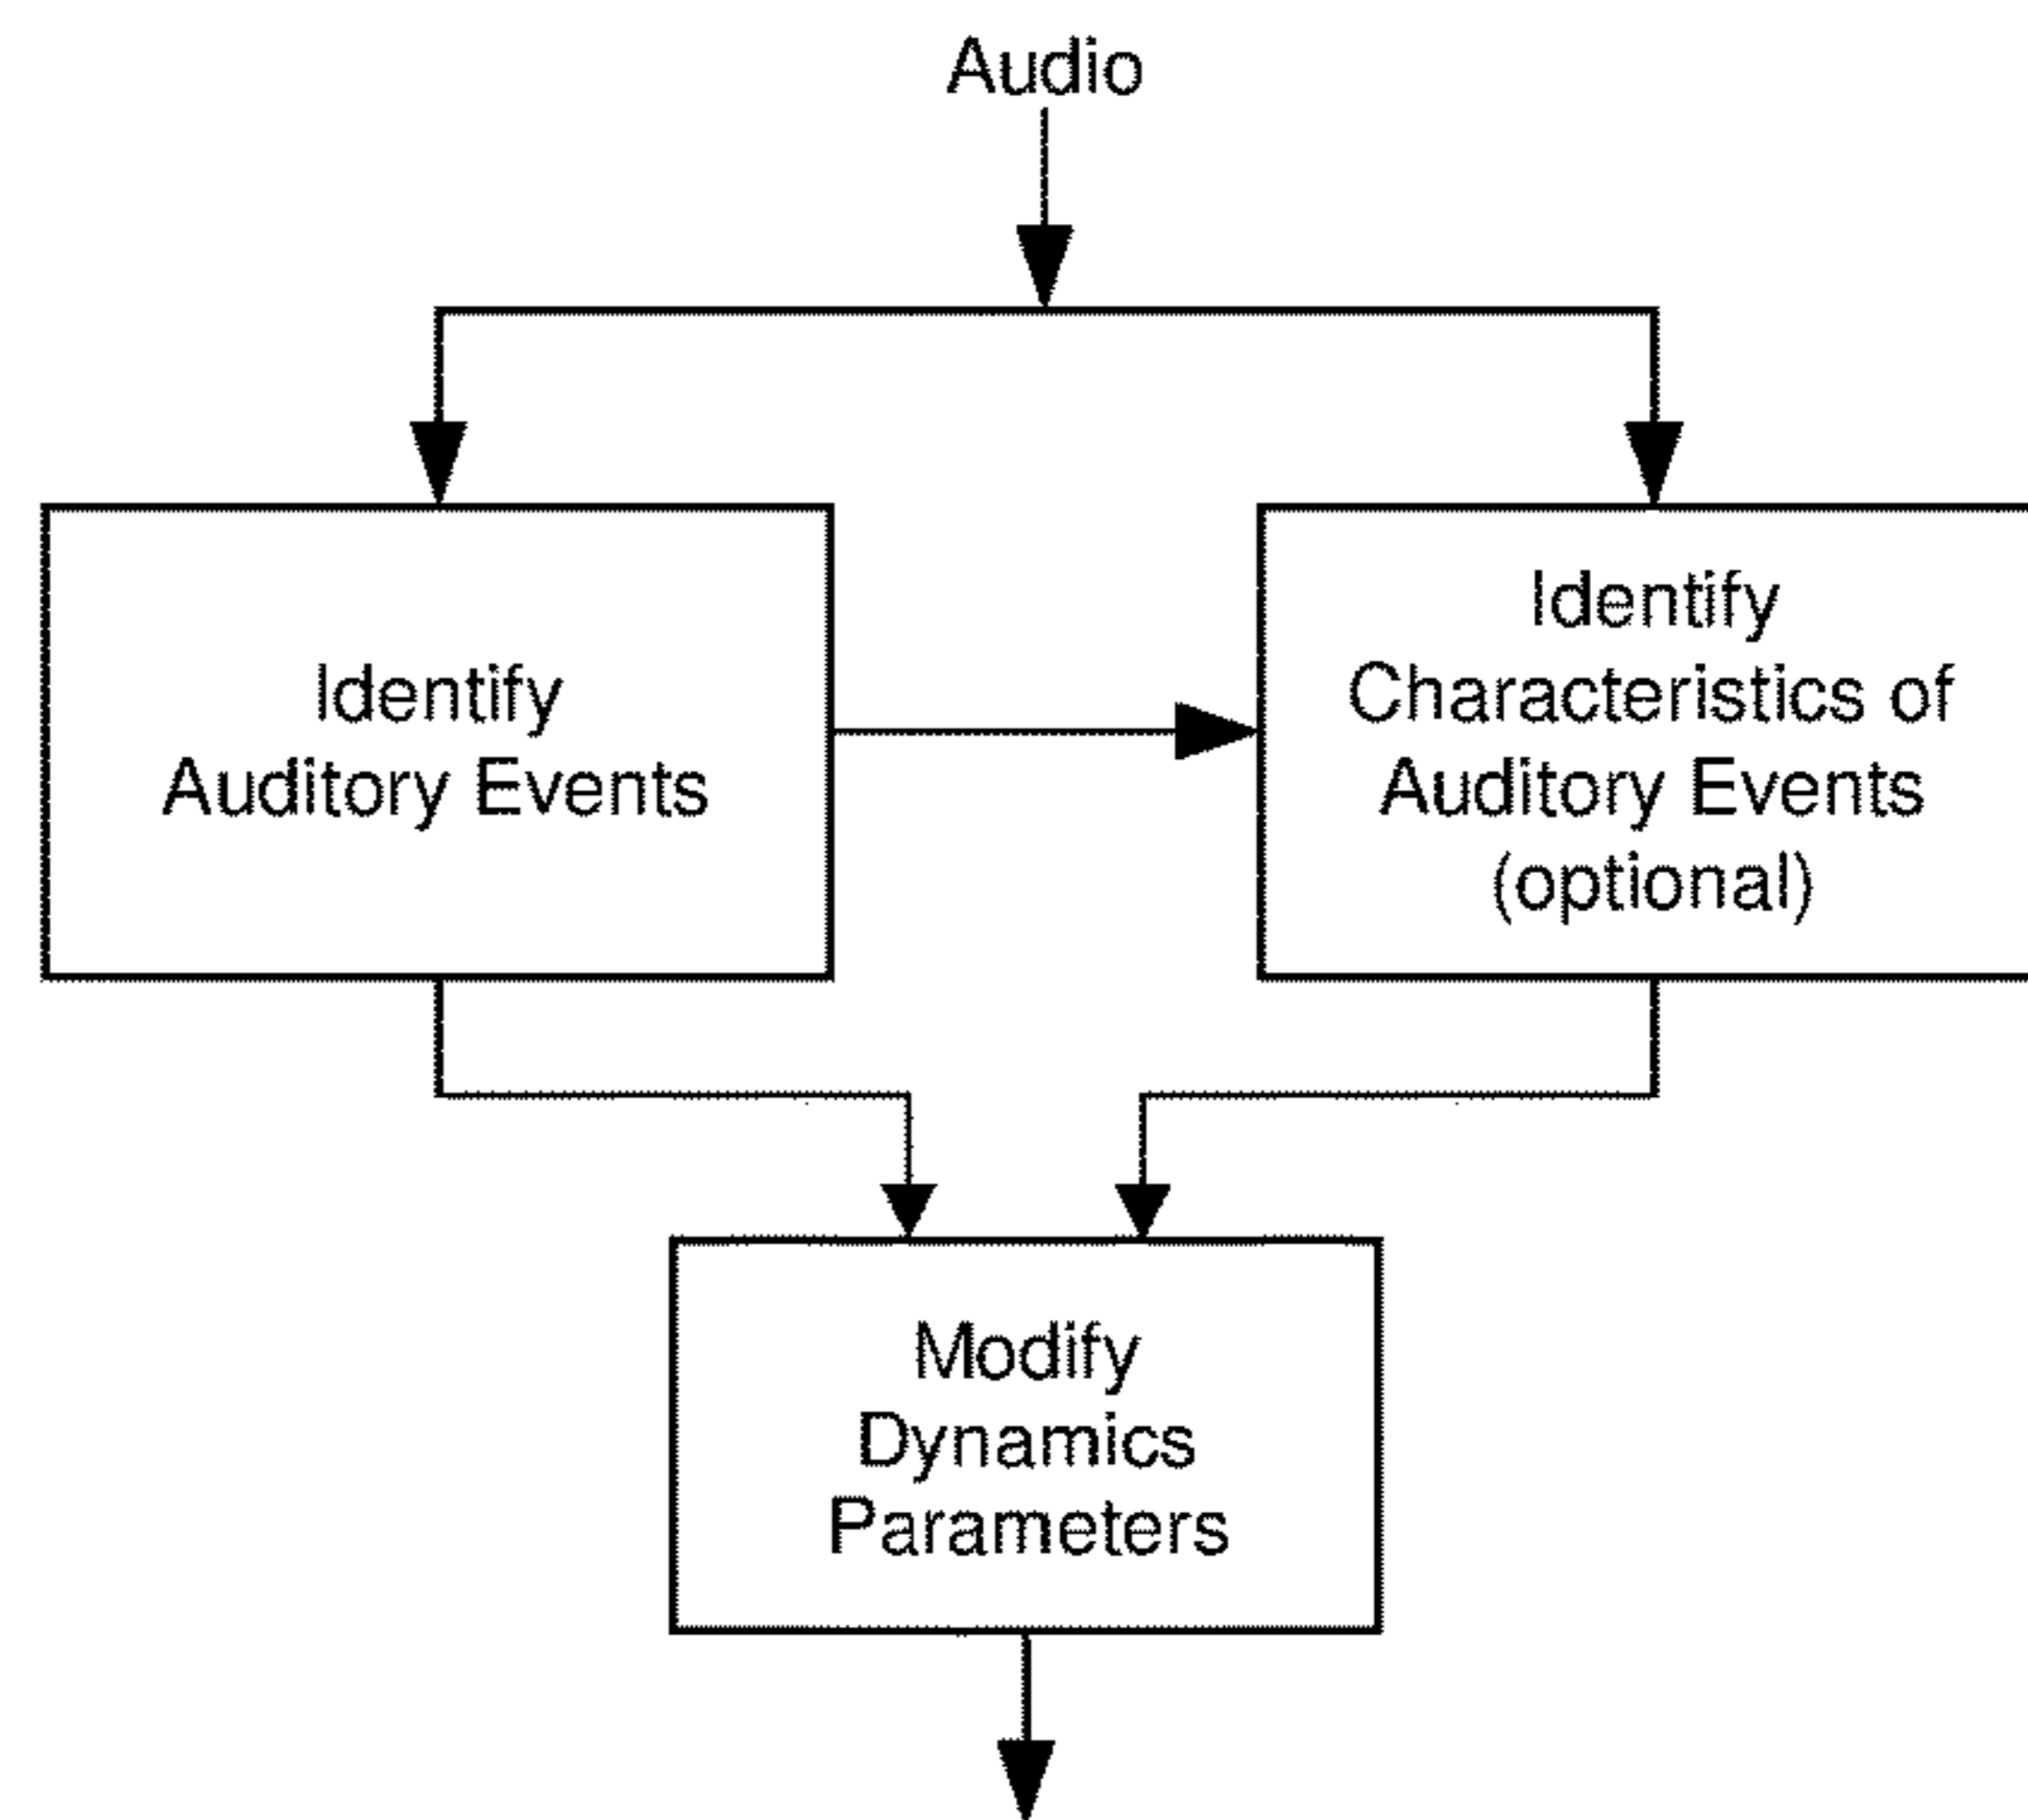 Audio
Identify
Auditory Events
Identify
Characteristics of
Auditory Events
(optional)
Modify
Dynamics
Parameters